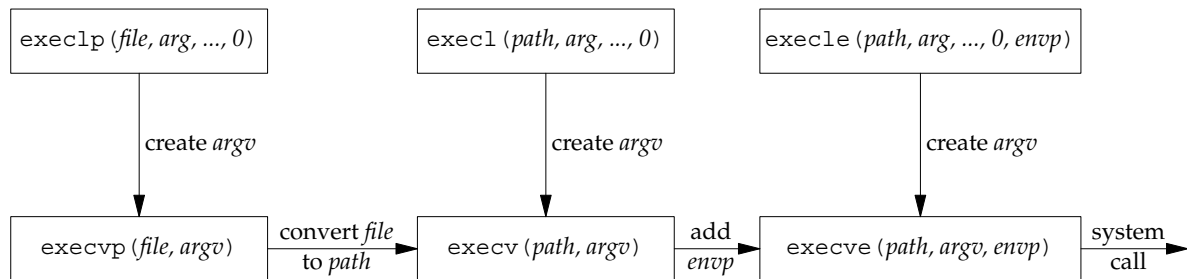 execlp(file, arg, ..., 0)
execl(path, arg, ..., 0)
execle(path, arg, ..., 0, envp)
create argv
create argv
create argv
execvp(file, argv)
convert file
to path
execv(path, argv)
add
envp
execve(path, argv, envp)
system
call